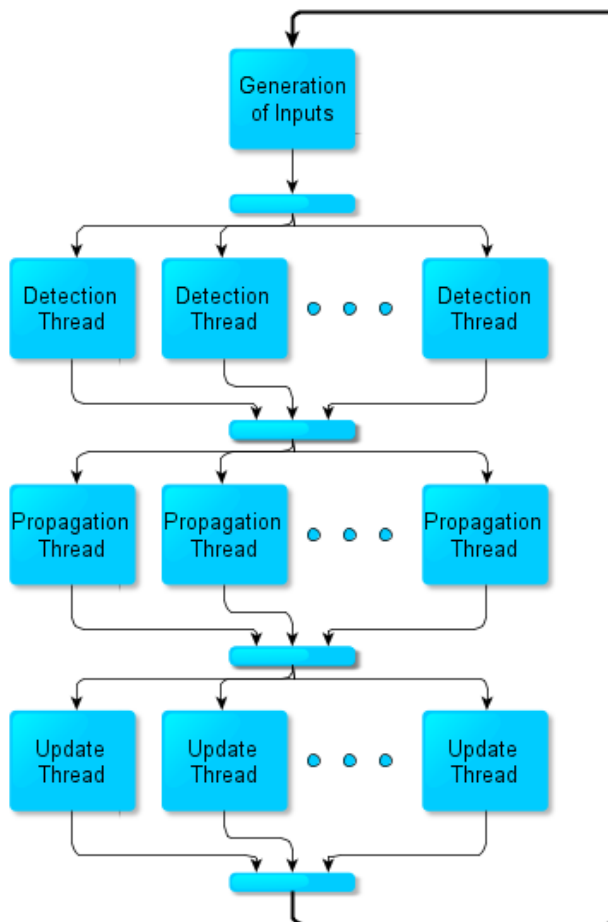 Generation
of Inputs
Detection
Thread
Detection
Thread
Detection
Thread
Propagation
Thread
Propagation
Thread
Propagation
Thread
Update
Thread
Update
Thread
Update
Thread